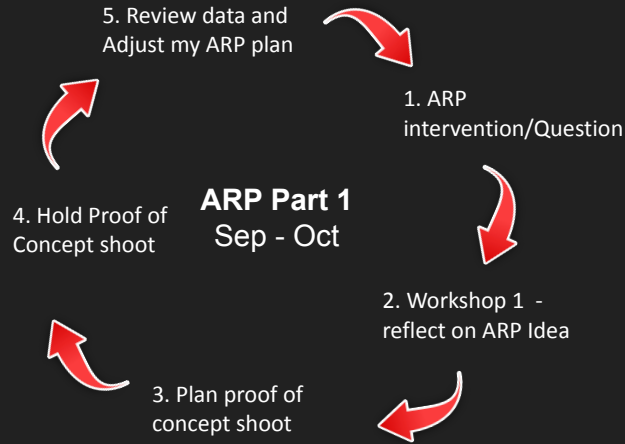 5. Review data and
Adjust my ARP plan
1. ARP
intervention/Question
ARP Part 1
Sep - Oct
4. Hold Proof of
Concept shoot
2. Workshop 1  -
reflect on ARP Idea
3. Plan proof of
concept shoot